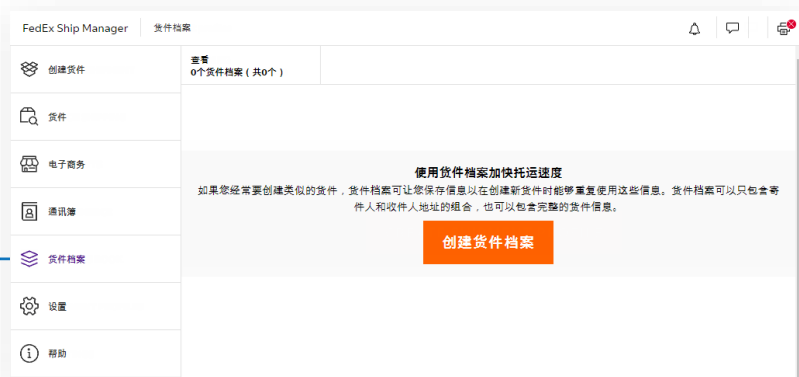 FedEx Ship Manager
货件档案
创建货件
货件
电子商务
通讯簿
货件档案
设置
帮助
查看
0个货件档案（共0个）
使用货件档案加快托运速度
如果您经常要创建类似的货件，货件档案可让您保存信息以在创建新货件时能够重复使用这些信息。货件档案可以只包含寄
件人和收件人地址的组合，也可以包含完整的货件信息。
创建货件档案